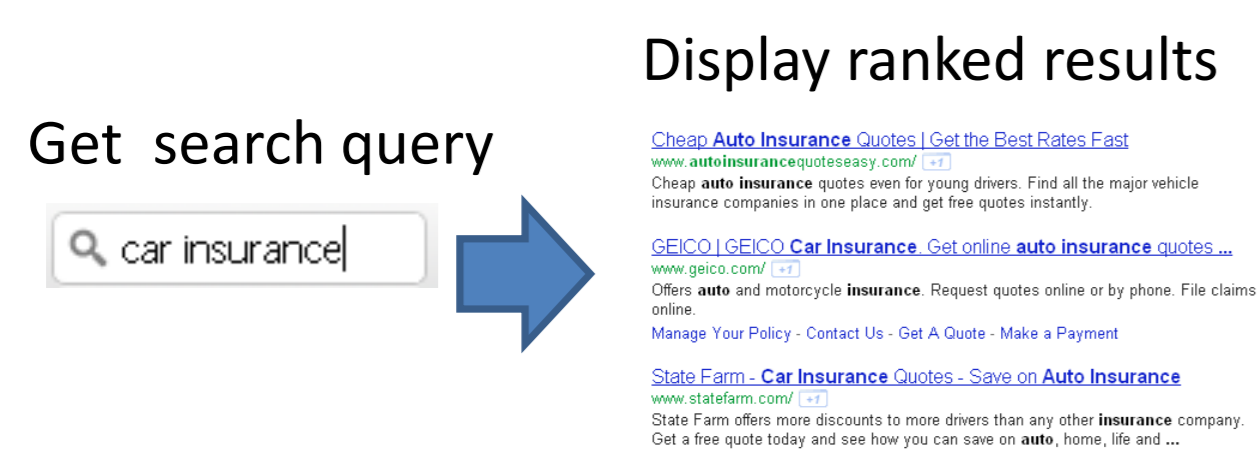 Get search query
car insurance
Display ranked results
Cheap Auto Insurance Quotes | Get the Best Rates Fast
www.autoinsurancequoteseasy.com/ +1
Cheap auto insurance quotes even for young drivers. Find all the major vehicle
insurance companies in one place and get free quotes instantly.
GEICO | GEICO Car Insurance. Get online auto insurance quotes ...
www.geico.com/ +1
Offers auto and motorcycle insurance. Request quotes online or by phone. File claims
online.
Manage Your Policy - Contact Us - Get A Quote - Make a Payment
State Farm - Car Insurance Quotes - Save on Auto Insurance
www.statefarm.com/ +1
State Farm offers more discounts to more drivers than any other insurance company.
Get a free quote today and see how you can save on auto, home, life and ...